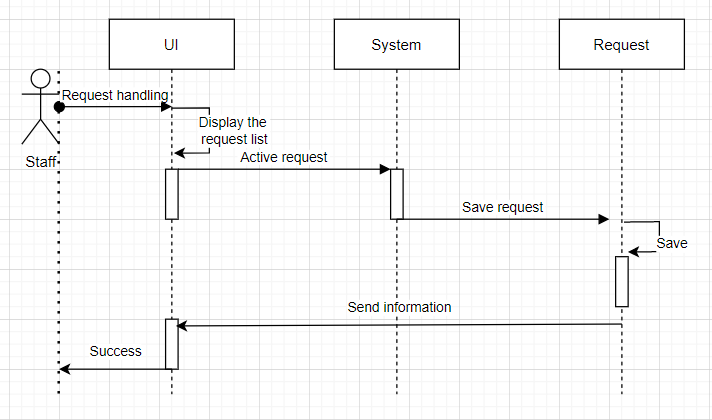 UI
System
Request
Request handling
Display the
request list
Staff
Active request
Save request
Save
Send information
Success